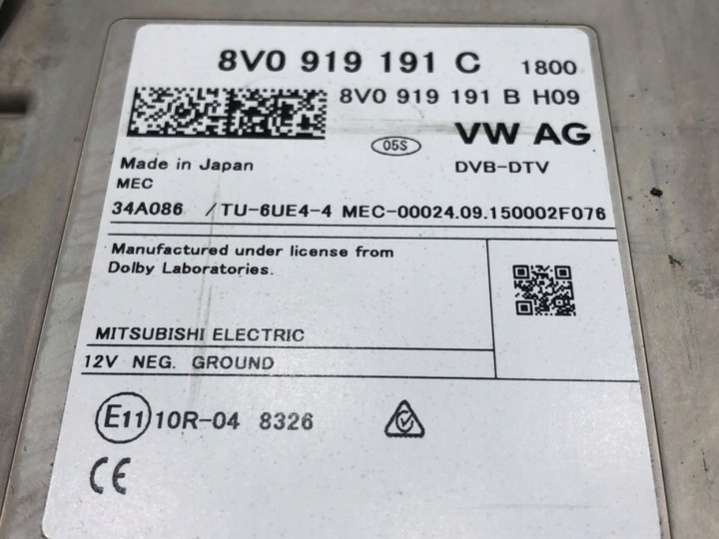 8V0 919 191 C 1800
8V0 919 191 B H09
05S VW AG
Made in Japan DVB-DTV
MEC
34A086 /TU-6UE4-4 MEC-00024.09.150002F076
Manufactured under license from
Dolby Laboratories.
MITSUBISHI ELECTRIC
12V NEG. GROUND
E11 10R-04 8326
CE